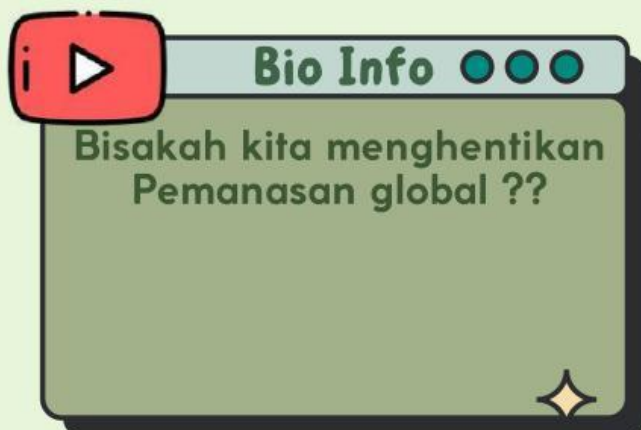 Bio Info
Bisakah kita menghentikan
Pemanasan global ??